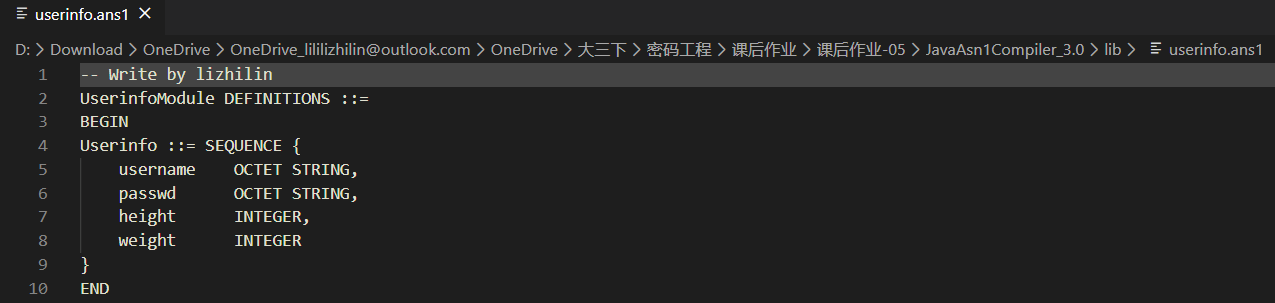 userinfo.ans1
D: > Download > OneDrive > OneDrive_lililizhilin@outlook.com > OneDrive > 大三下 > 密码工程 > 课后作业 > 课后作业-05 > JavaAsn1Compiler_3.0 > lib > userinfo.ans1
1 -- Write by lizhilin
2 UserinfoModule DEFINITIONS ::=
3 BEGIN
4 Userinfo ::= SEQUENCE {
5 username OCTET STRING,
6 passwd OCTET STRING,
7 height INTEGER,
8 weight INTEGER
9 }
10 END